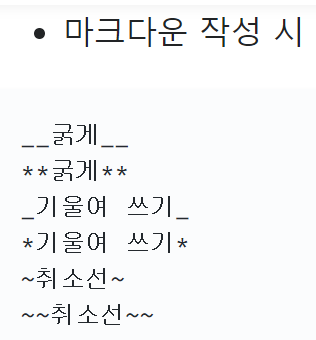 • 마크다운 작성 시
__굵게__
**굵게**
_기울여 쓰기_
*기울여 쓰기*
~취소선~
~~취소선~~